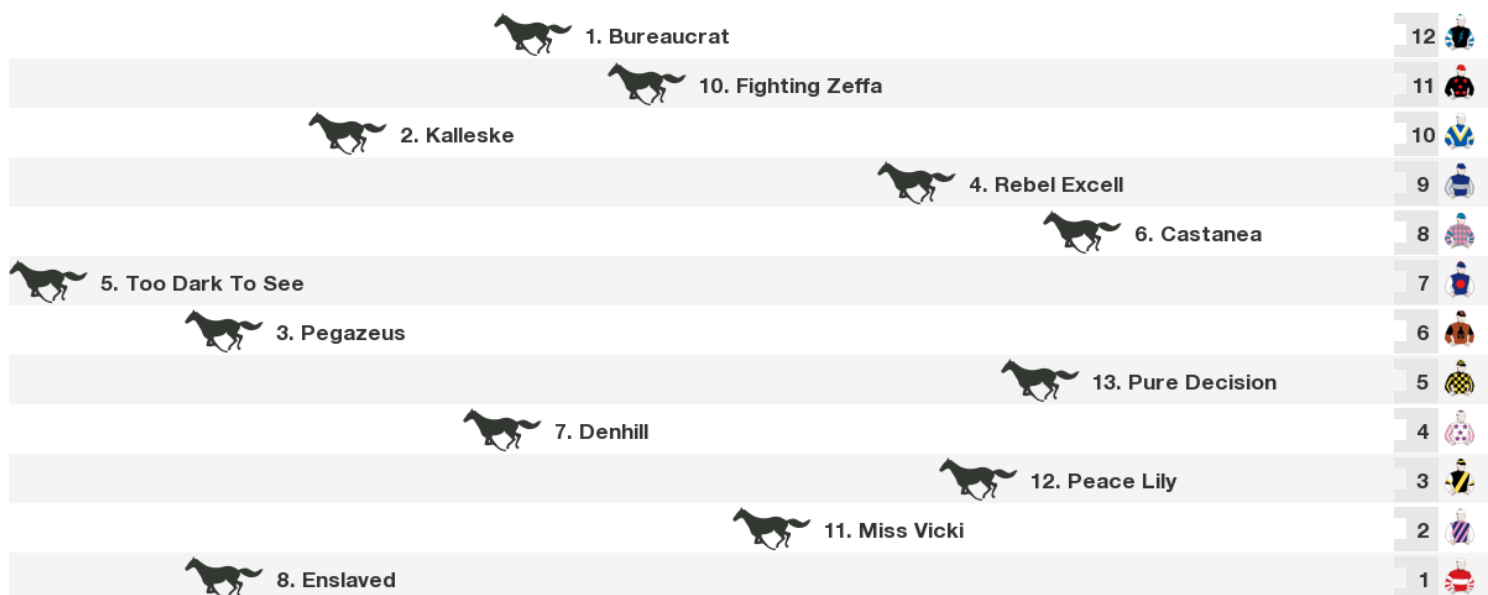 1. Bureaucrat 12
10. Fighting Zeffa 11
2. Kalleske 10
4. Rebel Excell 9
6. Castanea 8
5. Too Dark To See 7
3. Pegazeus 6
13. Pure Decision 5
7. Denhill 4
12. Peace Lily 3
11. Miss Vicki 2
8. Enslaved 1